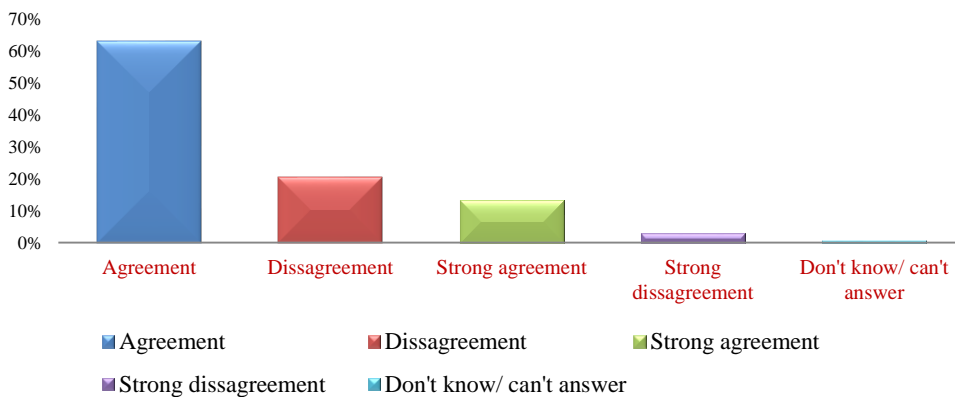 70%
60%
50%
40%
30%
20%
10%
0%
Agreement
Dissagreement
Strong agreement
Strong
dissagreement
Don't know/ can't
answer
Agreement
Dissagreement
Strong agreement
Strong dissagreement
Don't know/ can't answer